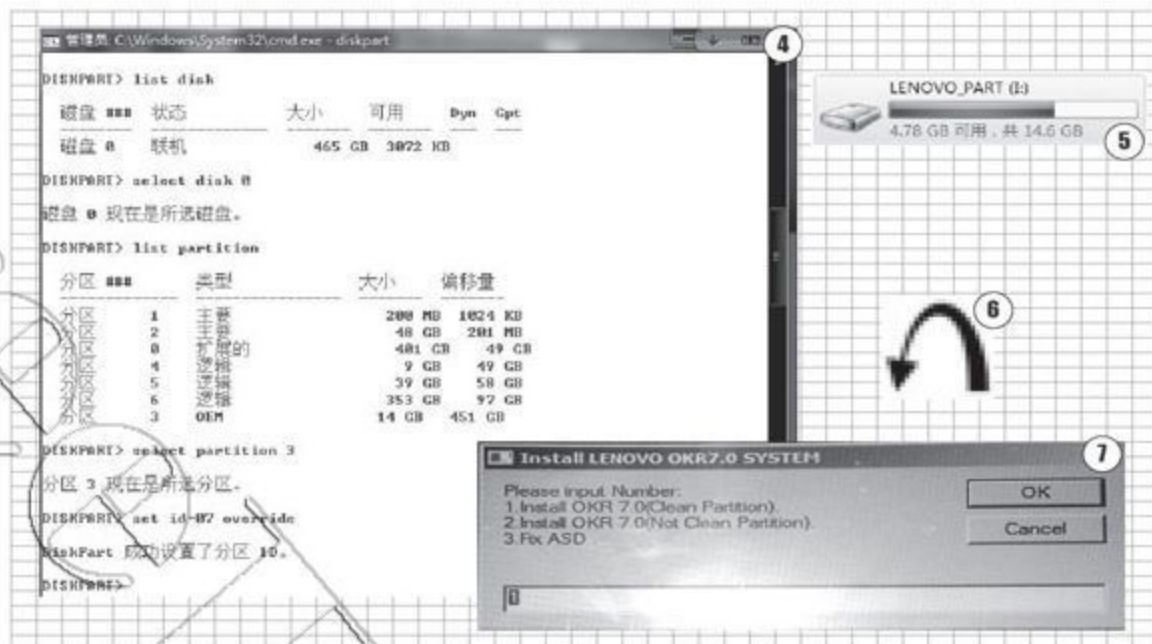 管理员: C:\Windows\System32\cmd.exe - diskpart
4
DISKPART> list disk
磁盘 ### 状态 大小 可用 Dyn Gpt
磁盘 0 联机 465 GB 3072 KB
DISKPART> select disk 0
磁盘 0 现在是所选磁盘。
DISKPART> list partition
分区 ### 类型 大小 偏移量
分区 1 主要 200 MB 1024 KB
分区 2 主要 48 GB 201 MB
分区 0 扩展的 401 GB 49 GB
分区 4 逻辑 9 GB 49 GB
分区 5 逻辑 39 GB 58 GB
分区 6 逻辑 353 GB 97 GB
分区 3 OEM 14 GB 451 GB
DISKPART> select partition 3
分区 3 现在是所选分区。
DISKPART> set id=07 override
DiskPart 成功设置了分区 ID。
DISKPART>
LENOVO_PART (I:)
4.78 GB 可用，共 14.6 GB
5
6
7
Install LENOVO OKR7.0 SYSTEM
Please input Number:
1.Install OKR 7.0(Clean Partition).
2.Install OKR 7.0(Not Clean Partition).
3.Fix ASD
OK
Cancel
1